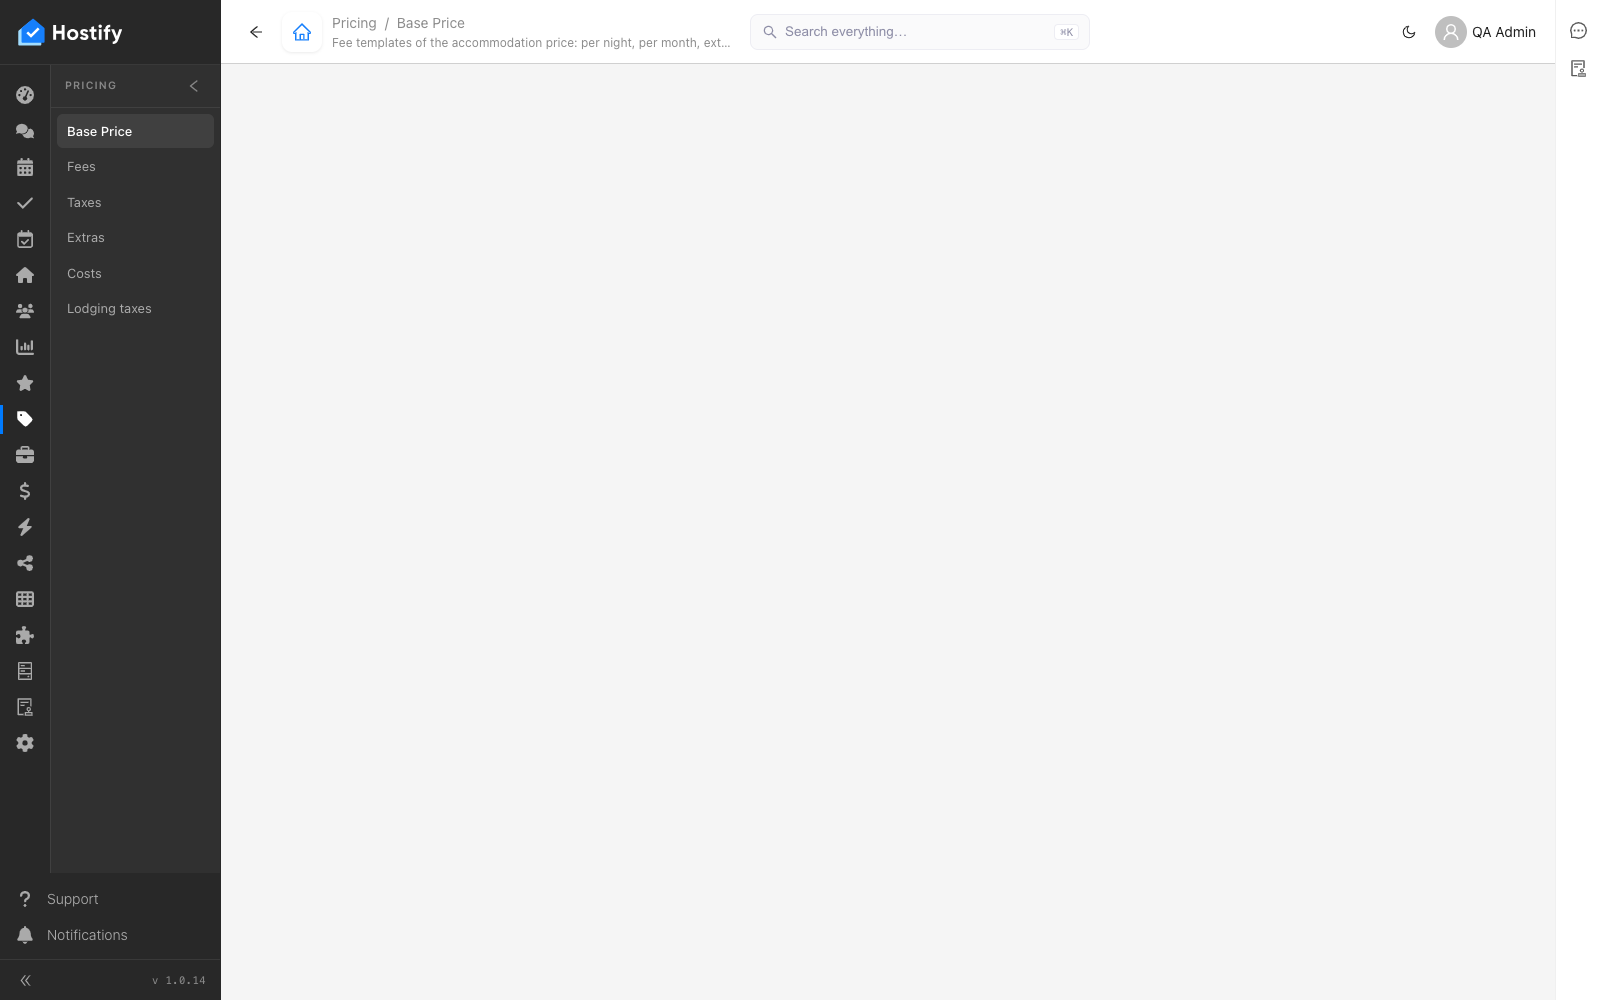 Hostify
Pricing / Base Price
Fee templates of the accommodation price: per night, per month, ext...
Search everything...
⌘K
QA Admin
PRICING
Base Price
Fees
Taxes
Extras
Costs
Lodging taxes
Support
Notifications
v 1.0.14